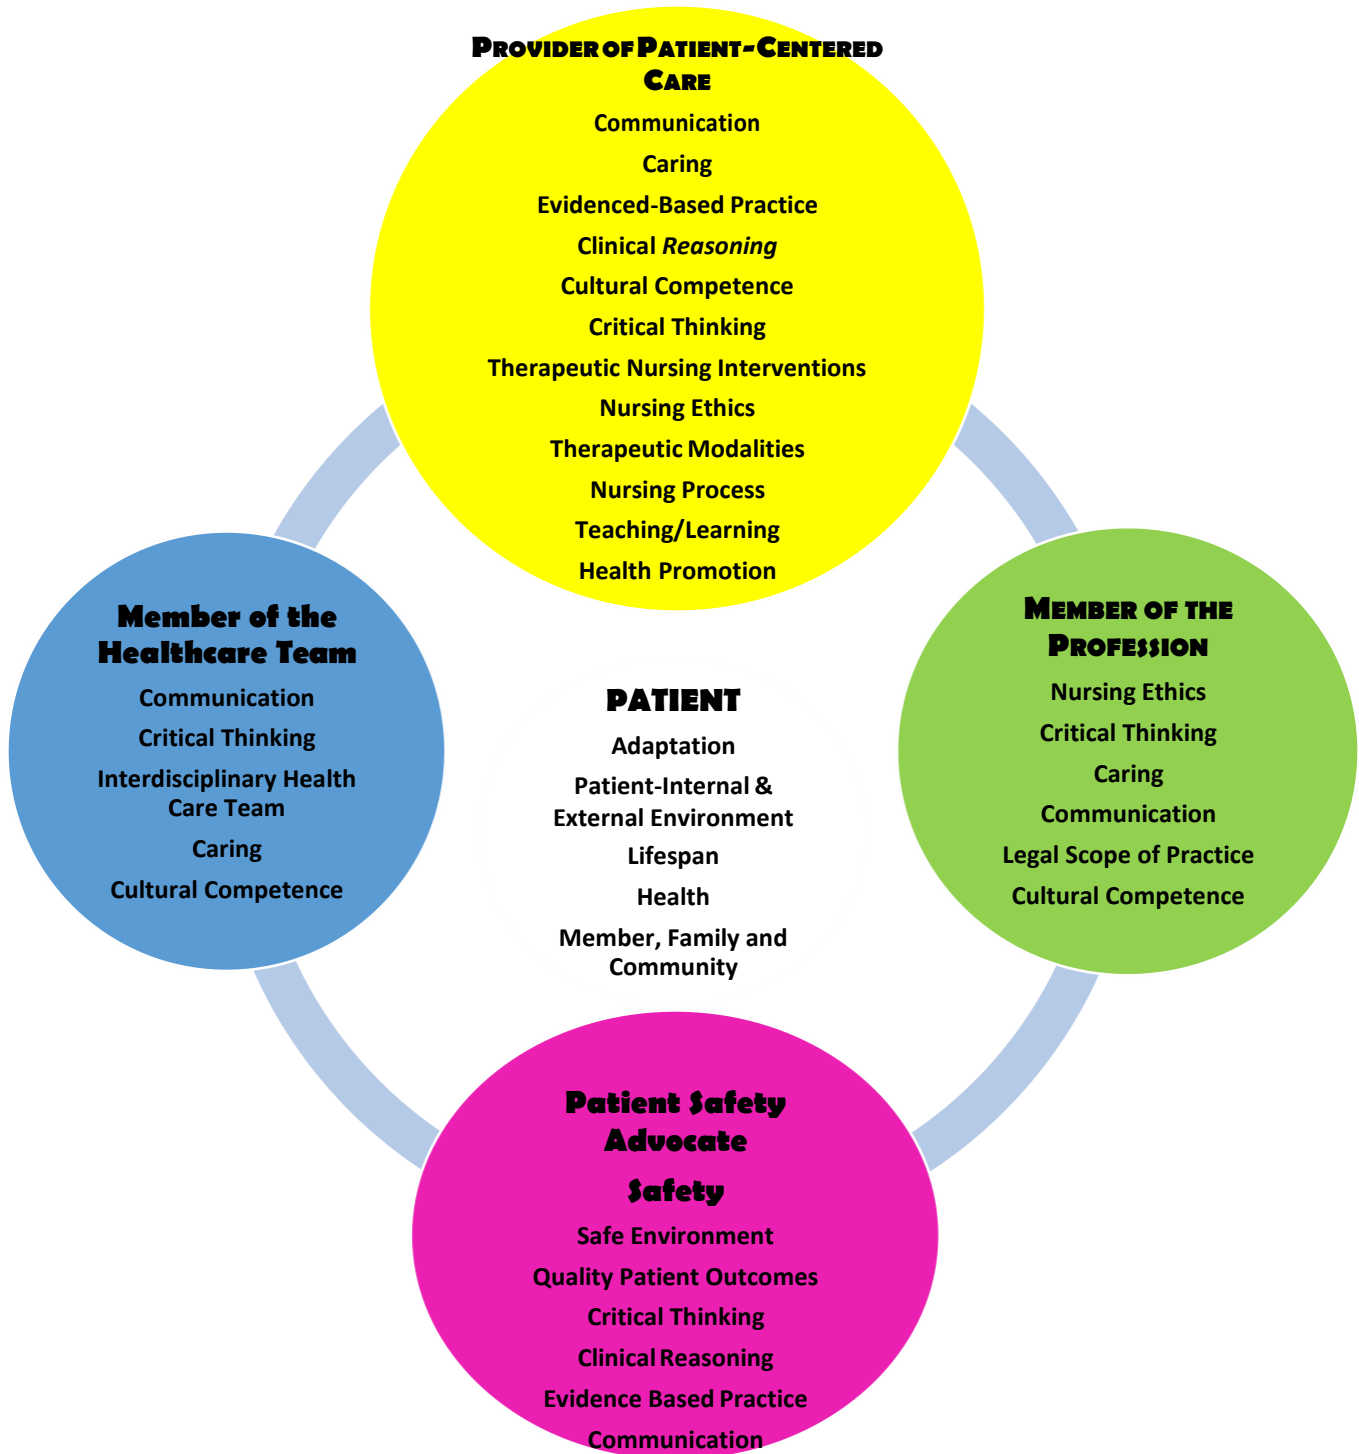 PROVIDER OF PATIENT-CENTERED
CARE
Communication
Caring
Evidenced-Based Practice
Clinical Reasoning
Cultural Competence
Critical Thinking
Therapeutic Nursing Interventions
Nursing Ethics
Therapeutic Modalities
Nursing Process
Teaching/Learning
Health Promotion
Member of the
Healthcare Team
Communication
Critical Thinking
Interdisciplinary Health
Care Team
Caring
Cultural Competence
PATIENT
Adaptation
Patient-Internal &
External Environment
Lifespan
Health
Member, Family and
Community
MEMBER OF THE
PROFESSION
Nursing Ethics
Critical Thinking
Caring
Communication
Legal Scope of Practice
Cultural Competence
Patient Safety
Advocate
Safety
Safe Environment
Quality Patient Outcomes
Critical Thinking
Clinical Reasoning
Evidence Based Practice
Communication